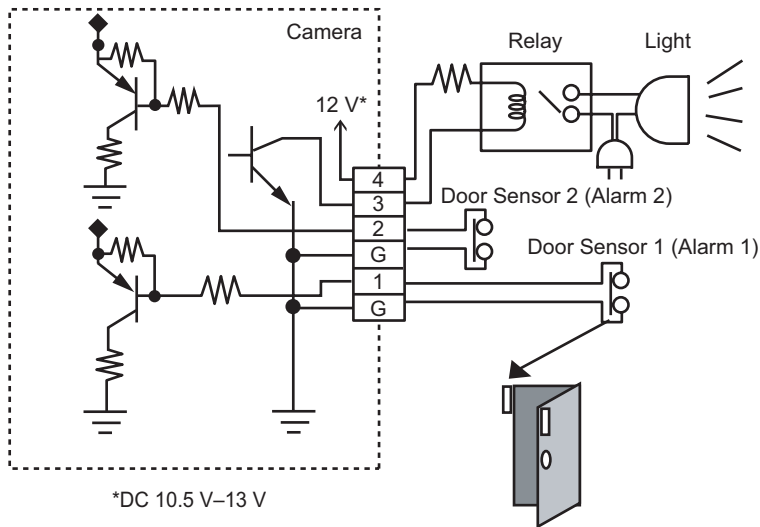 Camera
Relay
Light
12 V*
4
3
2
G
1
G
Door Sensor 2 (Alarm 2)
Door Sensor 1 (Alarm 1)
*DC 10.5 V–13 V